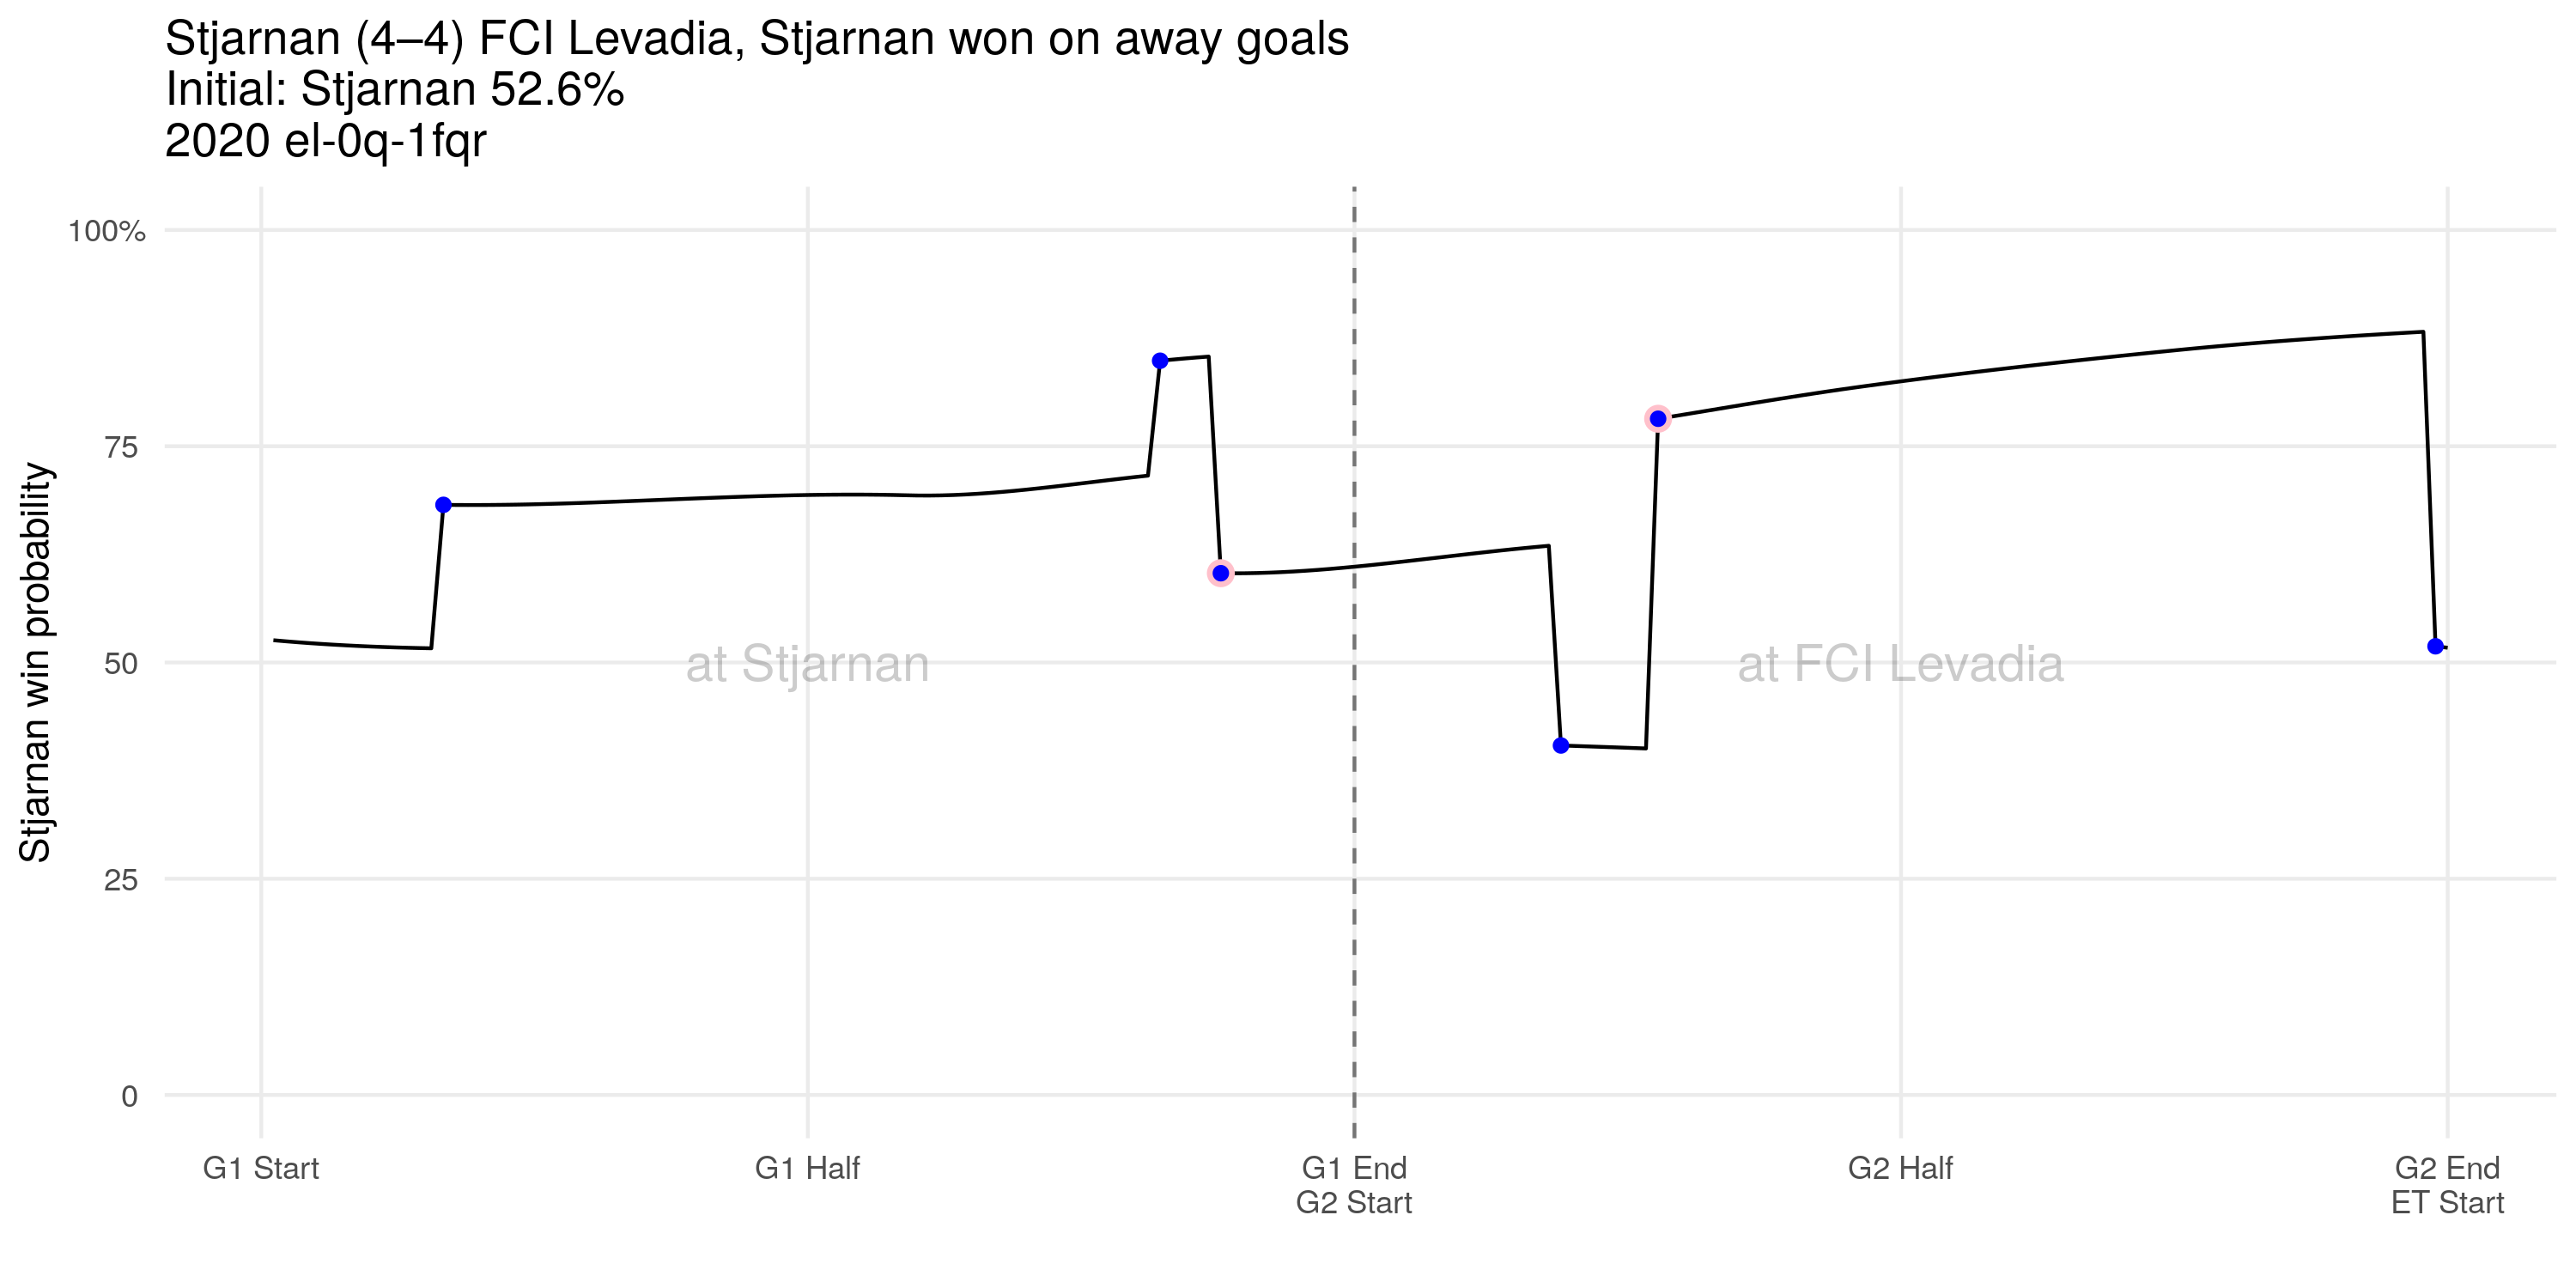 Stjarnan (4–4) FCI Levadia, Stjarnan won on away goals
Initial: Stjarnan 52.6%
2020 el-0q-1fqr
Stjarnan win probability
100%
75
50
25
0
at Stjarnan
at FCI Levadia
G1 Start
G1 Half
G1 End
G2 Start
G2 Half
G2 End
ET Start